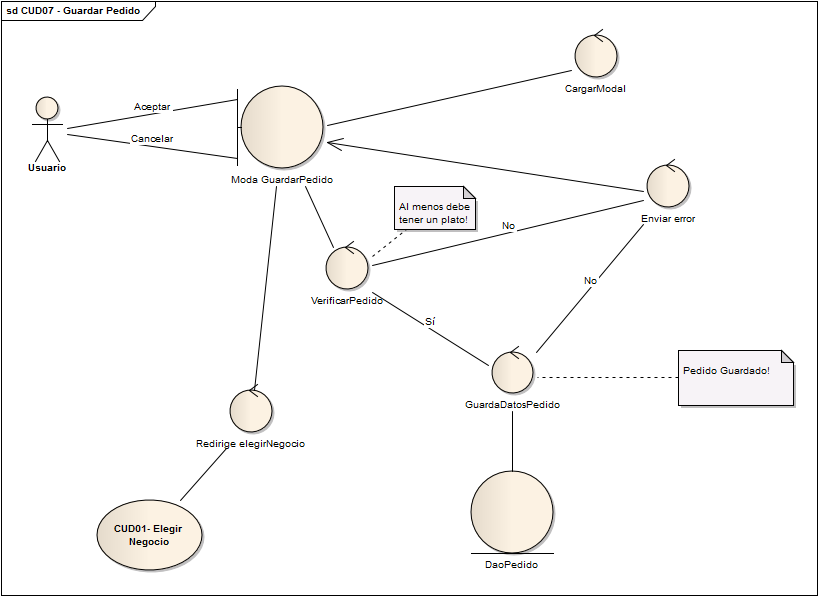 sd CUD07 - Guardar Pedido
CargarModal
Aceptar
Cancelar
Usuario
Moda GuardarPedido
Al menos debe
tener un plato!
Enviar error
No
VerificarPedido
No
Sí
Pedido Guardado!
GuardaDatosPedido
Redirige elegirNegocio
CUD01- Elegir
Negocio
DaoPedido